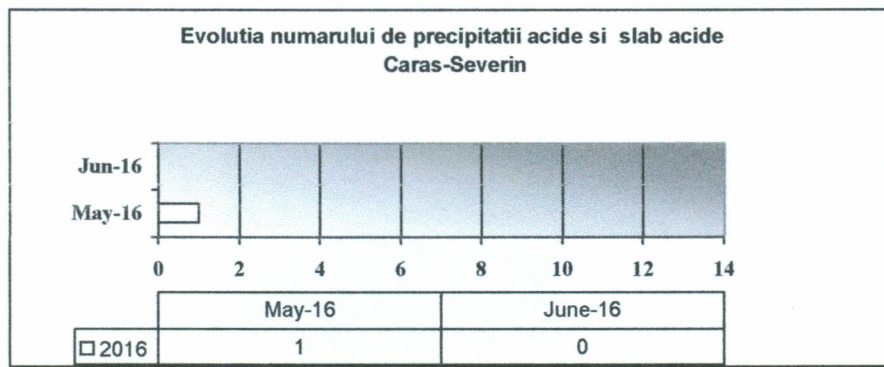 Evolutia numarului de precipitatii acide si slab acide
Caras-Severin
Jun-16
May-16
0 2 4 6 8 10 12 14
May-16 June-16
2016 1 0